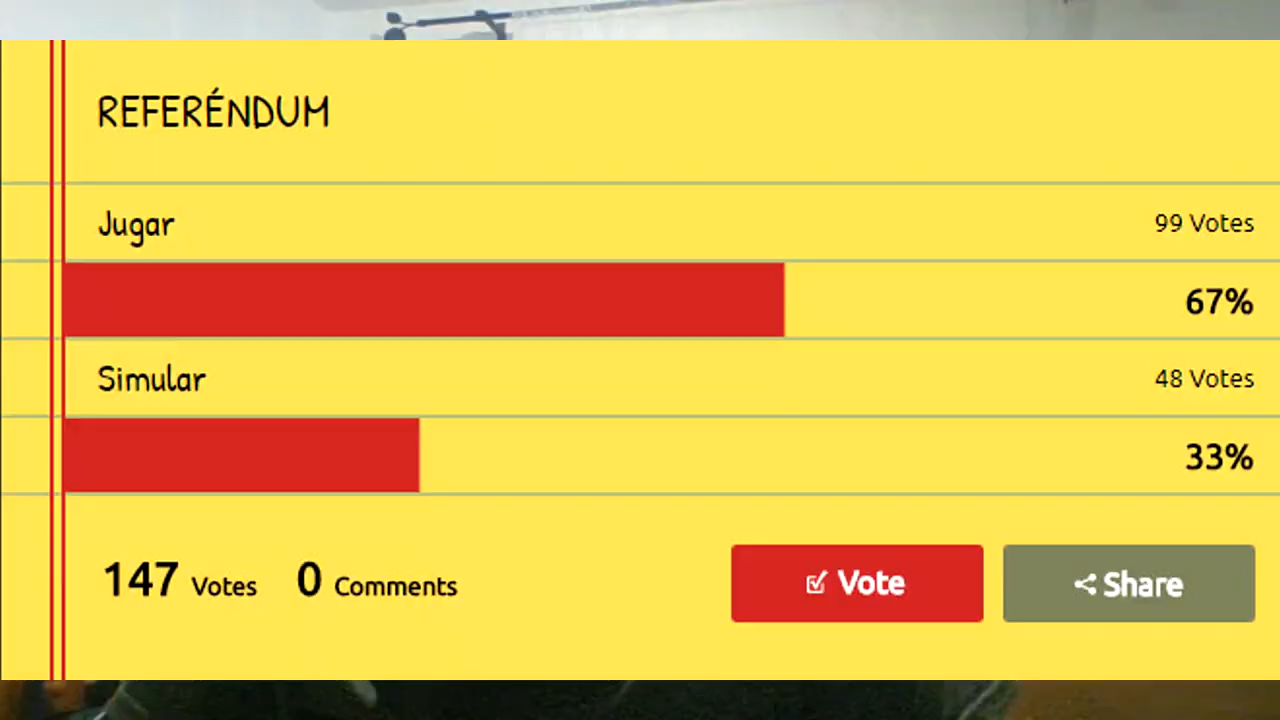 REFERÉNDUM
Jugar 99 Votes
67%
Simular 48 Votes
33%
147 Votes 0 Comments Vote Share